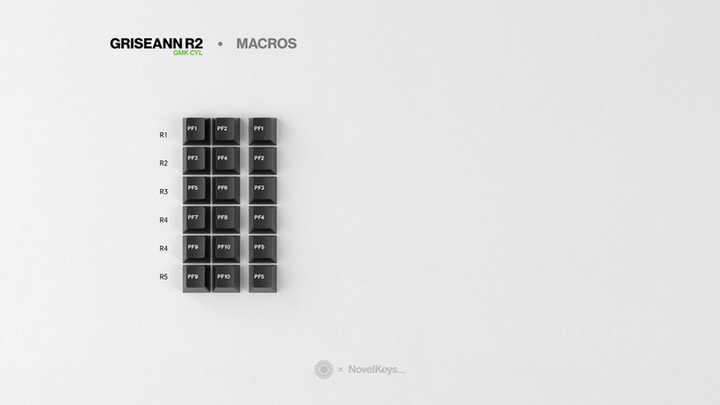 GRISEANN R2 • MACROS
GMK CYL
R1 PF1 PF2 PF1
R2 PF3 PF4 PF2
R3 PF5 PF6 PF3
R4 PF7 PF8 PF4
R4 PF9 PF10 PF5
R5 PF9 PF10 PF5
× NovelKeys_